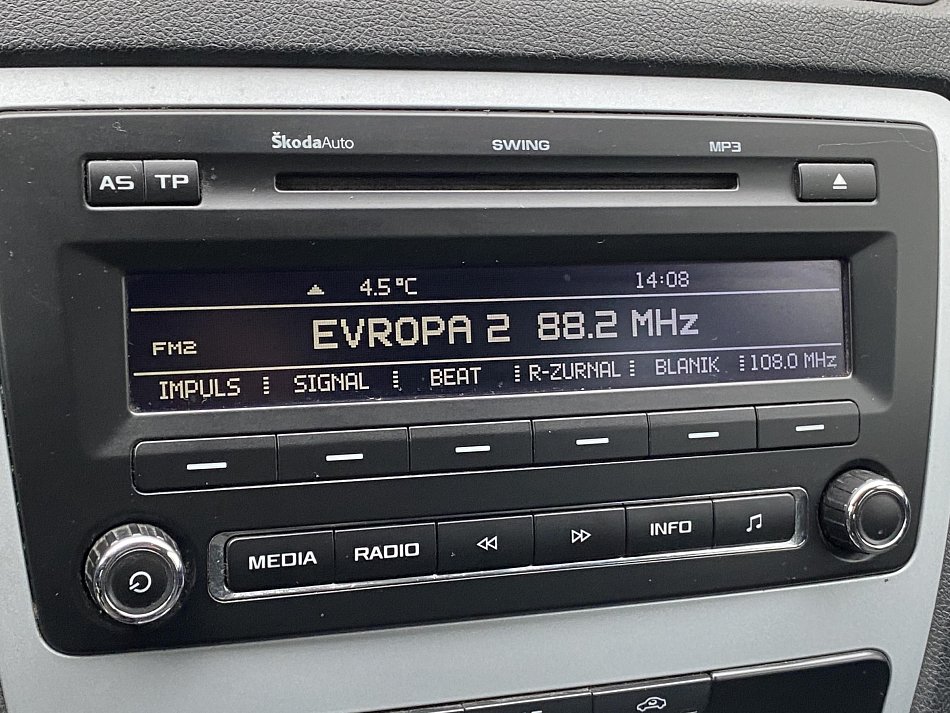 ŠkodaAuto SWING MP3
AS TP
4.5°C 14:08
FM2 EVROPA 2 88.2 MHz
IMPULS SIGNAL BEAT R-ZURNAL BLANIK 108.0 MHz
MEDIA RADIO INFO